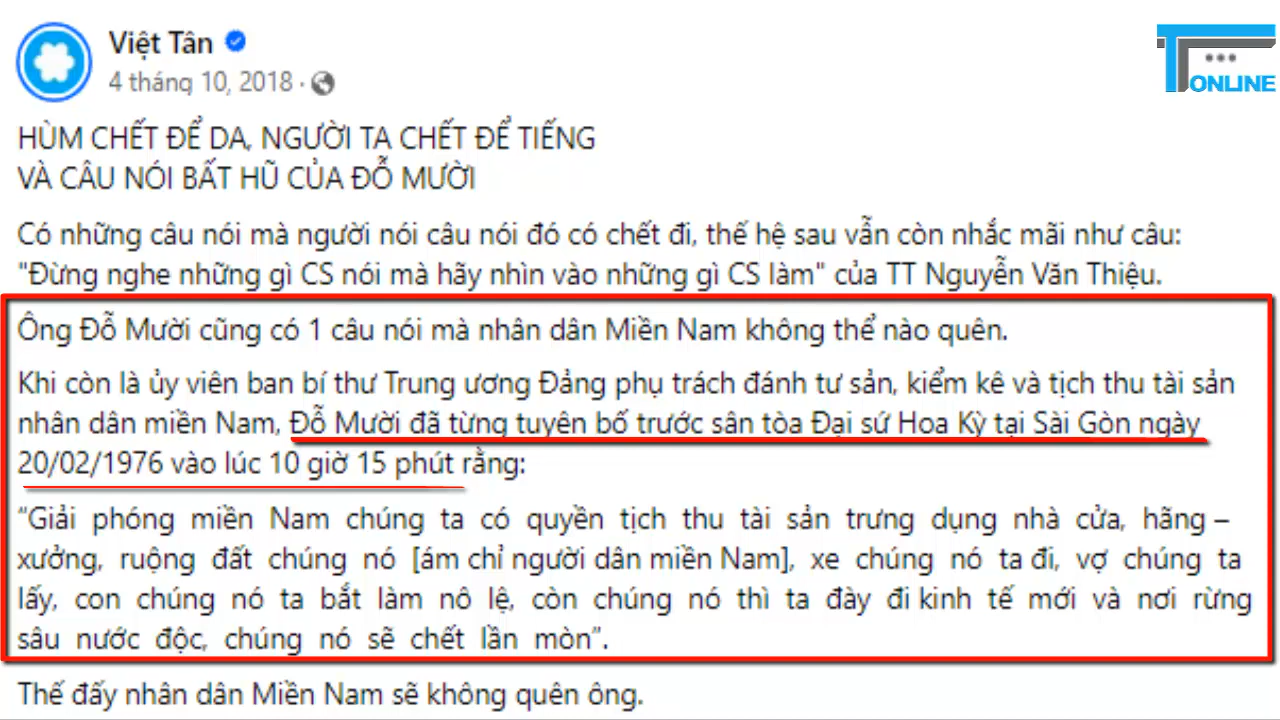 Việt Tân
4 tháng 10, 2018 ·
TT ONLINE
HÙM CHẾT ĐỂ DA, NGƯỜI TA CHẾT ĐỂ TIẾNG
VÀ CÂU NÓI BẤT HŨ CỦA ĐỖ MƯỜI
Có những câu nói mà người nói câu nói đó có chết đi, thế hệ sau vẫn còn nhắc mãi như câu:
"Đừng nghe những gì CS nói mà hãy nhìn vào những gì CS làm" của TT Nguyễn Văn Thiệu.
Ông Đỗ Mười cũng có 1 câu nói mà nhân dân Miền Nam không thể nào quên.
Khi còn là ủy viên ban bí thư Trung ương Đảng phụ trách đánh tư sản, kiểm kê và tịch thu tài sản
nhân dân miền Nam, Đỗ Mười đã từng tuyên bố trước sân tòa Đại sứ Hoa Kỳ tại Sài Gòn ngày
20/02/1976 vào lúc 10 giờ 15 phút rằng:
“Giải phóng miền Nam chúng ta có quyền tịch thu tài sản trưng dụng nhà cửa, hãng –
xưởng, ruộng đất chúng nó [ám chỉ người dân miền Nam], xe chúng nó ta đi, vợ chúng ta
lấy, con chúng nó ta bắt làm nô lệ, còn chúng nó thì ta đày đi kinh tế mới và nơi rừng
sâu nước độc, chúng nó sẽ chết lần mòn”.
Thế đấy nhân dân Miền Nam sẽ không quên ông.